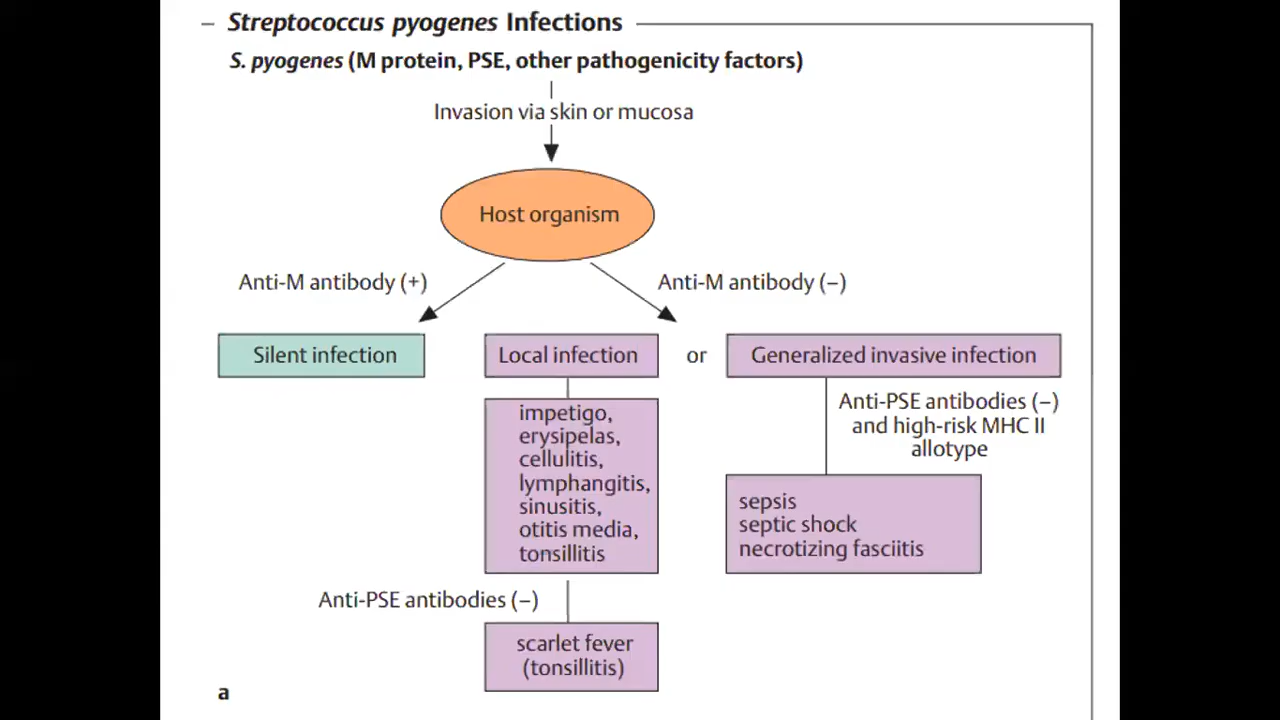 Streptococcus pyogenes Infections
S. pyogenes (M protein, PSE, other pathogenicity factors)
Invasion via skin or mucosa
Host organism
Anti-M antibody (+)
Anti-M antibody (–)
Silent infection
Local infection
or
Generalized invasive infection
impetigo,
erysipelas,
cellulitis,
lymphangitis,
sinusitis,
otitis media,
tonsillitis
Anti-PSE antibodies (–)
and high-risk MHC II
allotype
sepsis
septic shock
necrotizing fasciitis
Anti-PSE antibodies (–)
scarlet fever
(tonsillitis)
a